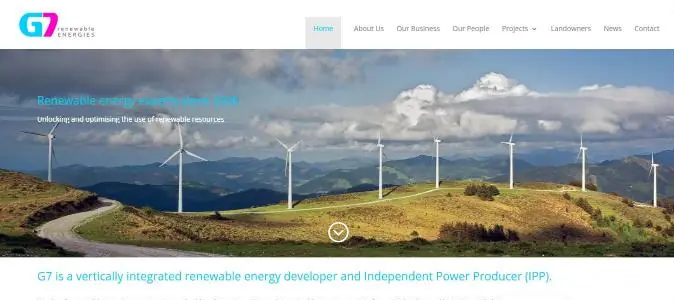 G7 renewable
ENERGIES
Home About Us Our Business Our People Projects Landowners News Contact
Renewable energy experts since
Unlocking and optimising the use of renewable resources
G7 is a vertically integrated renewable energy developer and Independent Power Producer (IPP).